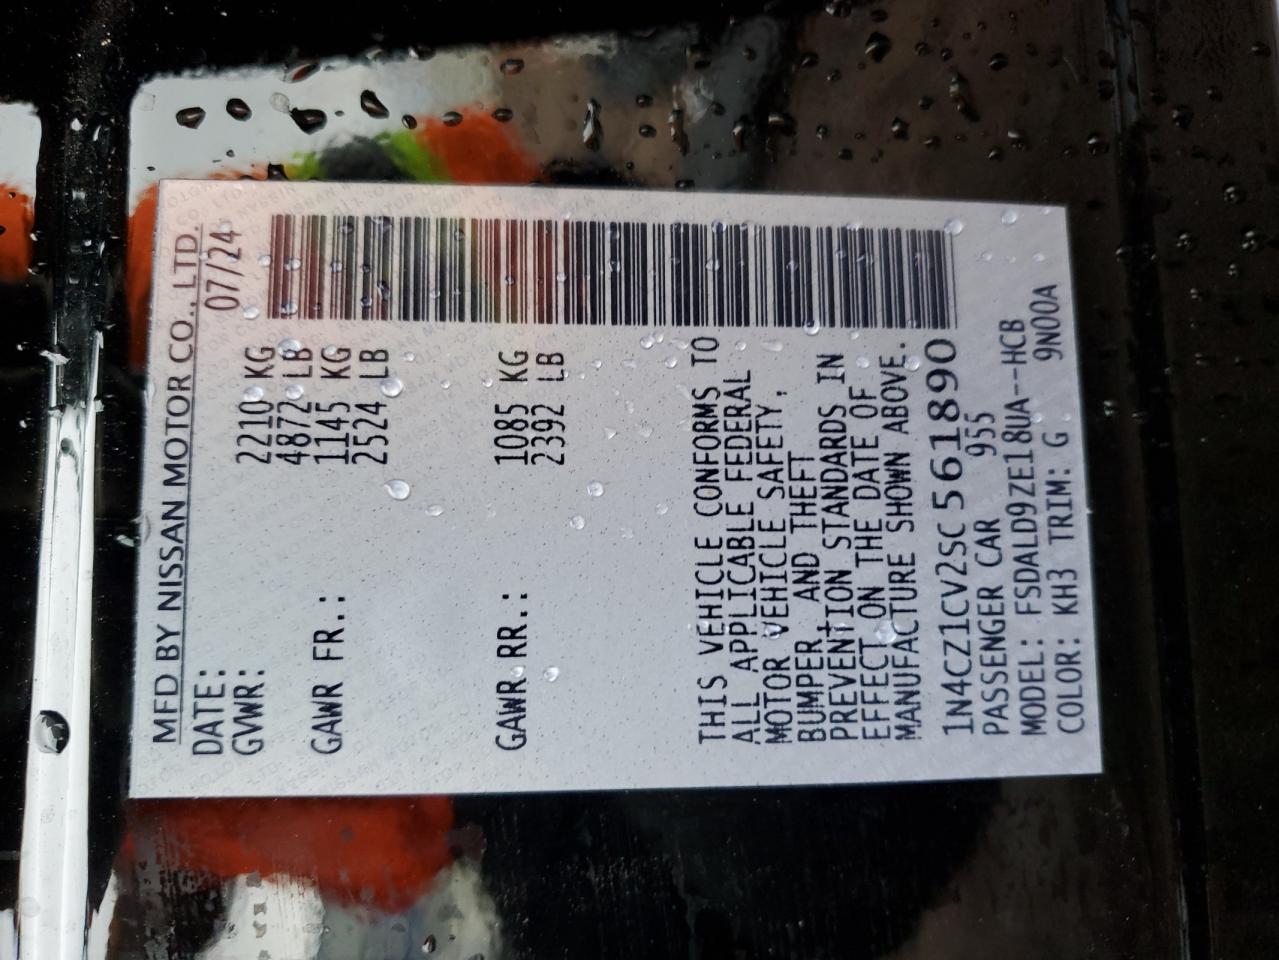 MFD BY NISSAN MOTOR CO., LTD.
DATE: 07/24
GVWR: 2210 KG
4872 LB
GAWR FR.: 1145 KG
2524 LB
GAWR RR.: 1085 KG
2392 LB
THIS VEHICLE CONFORMS TO
ALL APPLICABLE FEDERAL
MOTOR VEHICLE SAFETY,
BUMPER, AND THEFT
PREVENTION STANDARDS IN
EFFECT ON THE DATE OF
MANUFACTURE SHOWN ABOVE.
1N4CZ1CV2SC561890
PASSENGER CAR 955
MODEL: FSDALD9ZE18UA--HCB
COLOR: KH3 TRIM: G 9N00A